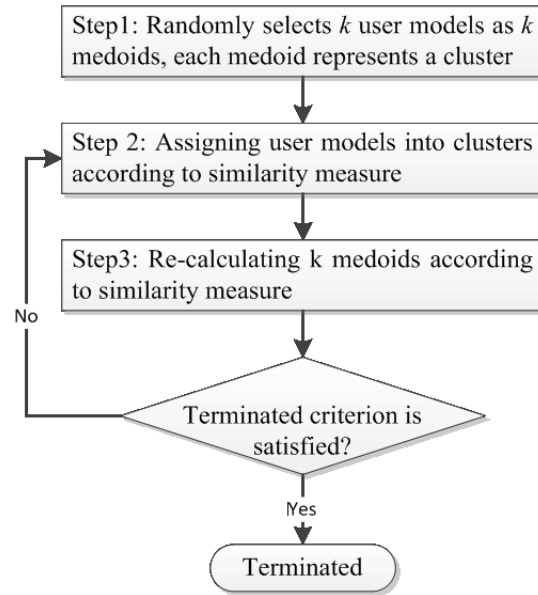 Step1: Randomly selects k user models as k
medoids, each medoid represents a cluster
Step 2: Assigning user models into clusters
according to similarity measure
Step3: Re-calculating k medoids according
to similarity measure
No
Terminated criterion is
satisfied?
Yes
Terminated